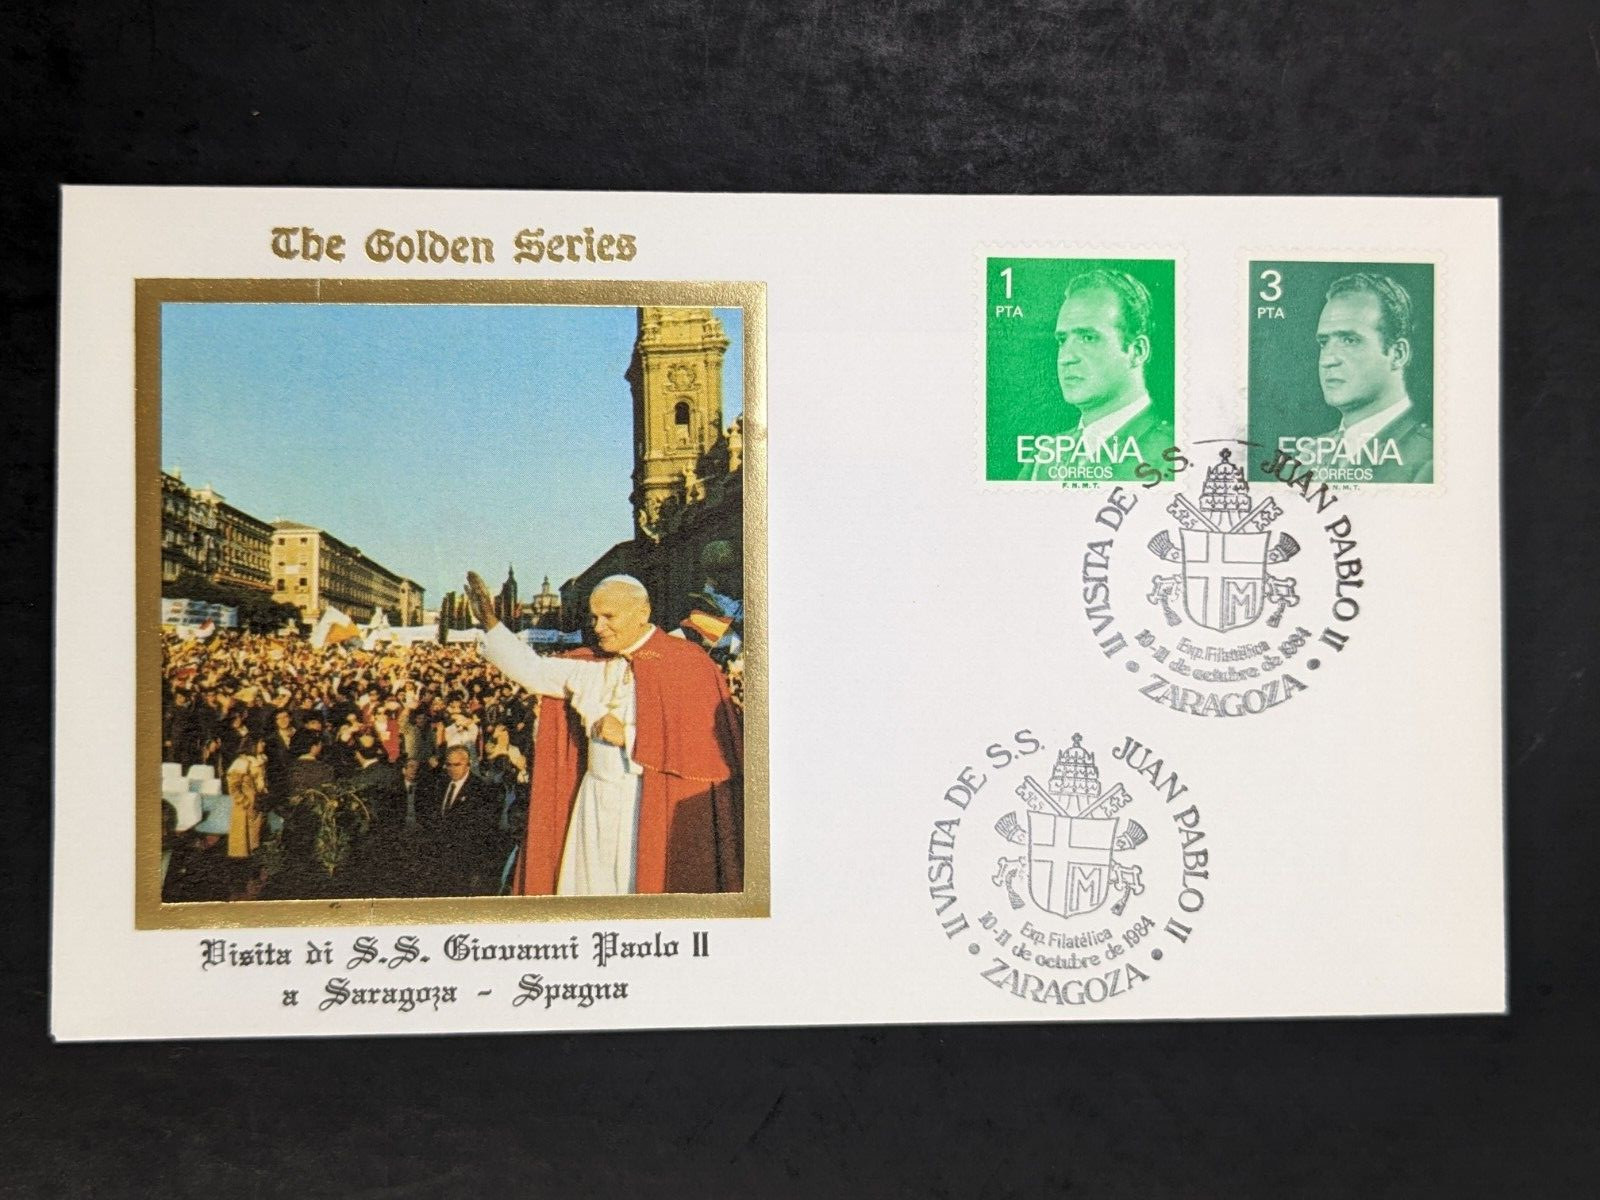 The Golden Series
1
PTA
ESPAÑA
CORREOS
F.N.M.T.
3
PTA
ESPAÑA
CORREOS
N.M.T.
II VISITA DE S.S. JUAN PABLO II
M
Exp. Filatélica
10-11 de octubre de 1984
• ZARAGOZA •
II VISITA DE S.S. JUAN PABLO II
M
Exp. Filatélica
10-11 de octubre de 1984
• ZARAGOZA •
Visita di S.S. Giovanni Paolo II
a Saragoza - Spagna